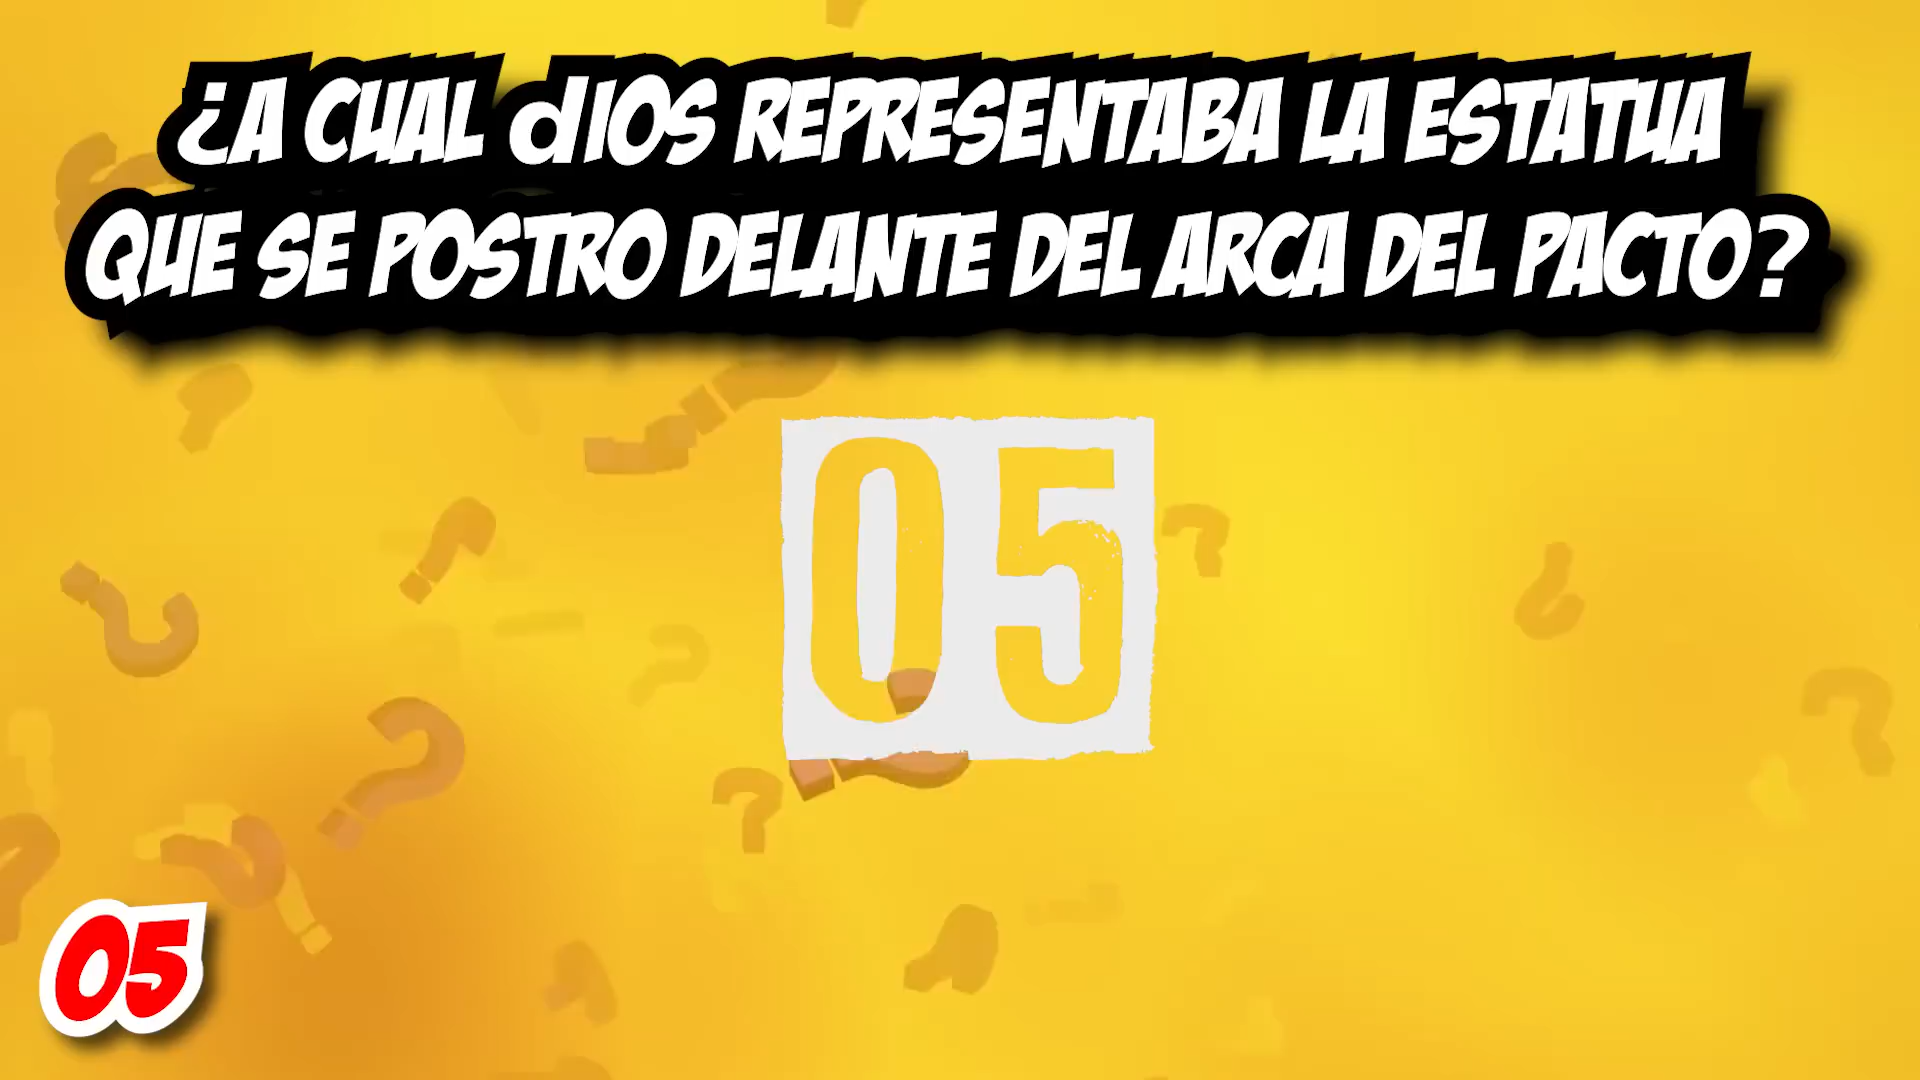 ¿A CUAL dIOS REPRESENTABA LA ESTATUA
QUE SE POSTRO DELANTE DEL ARCA DEL PACTO?
05
05